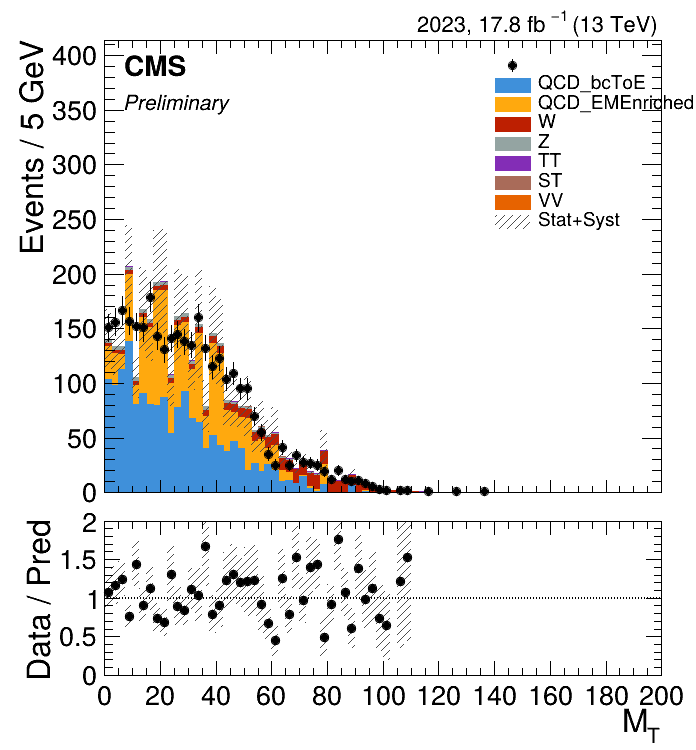 2023, 17.8 fb⁻¹ (13 TeV)
CMS
Preliminary
QCD_bcToE
QCD_EMEnriched
W
Z
TT
ST
VV
Stat+Syst
Events / 5 GeV
400
350
300
250
200
150
100
50
0
Data / Pred
2
1.5
1
0.5
0
0 20 40 60 80 100 120 140 160 180 200
M_T